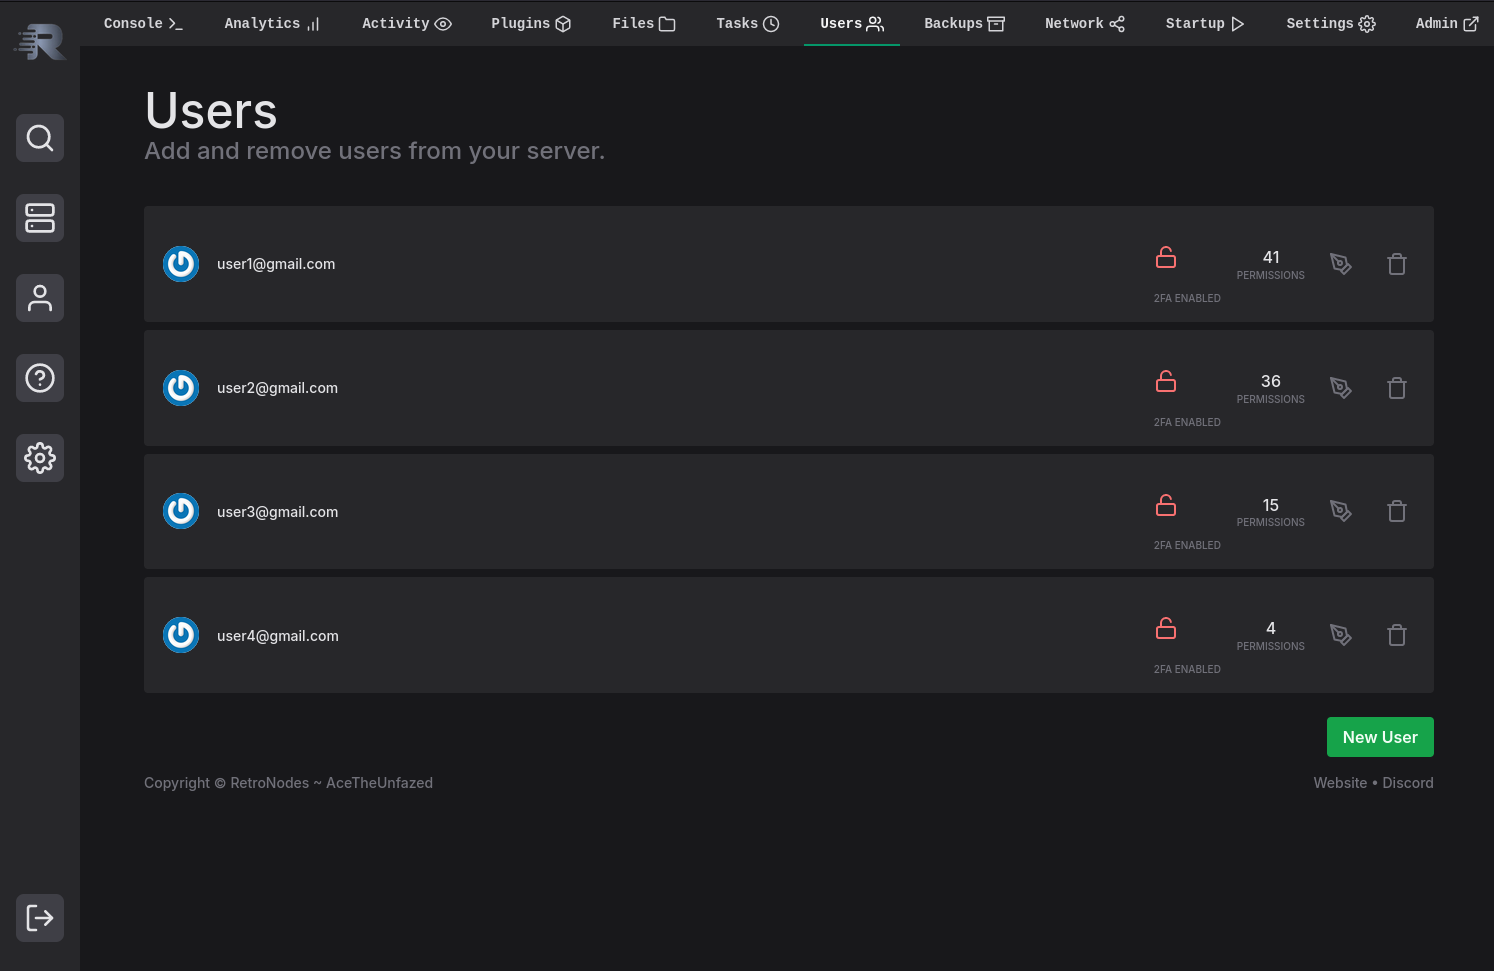 Console Analytics Activity Plugins Files Tasks Users Backups Network Startup Settings Admin
Users
Add and remove users from your server.
user1@gmail.com 2FA ENABLED 41 PERMISSIONS
user2@gmail.com 2FA ENABLED 36 PERMISSIONS
user3@gmail.com 2FA ENABLED 15 PERMISSIONS
user4@gmail.com 2FA ENABLED 4 PERMISSIONS
New User
Copyright © RetroNodes ~ AceTheUnfazed Website • Discord